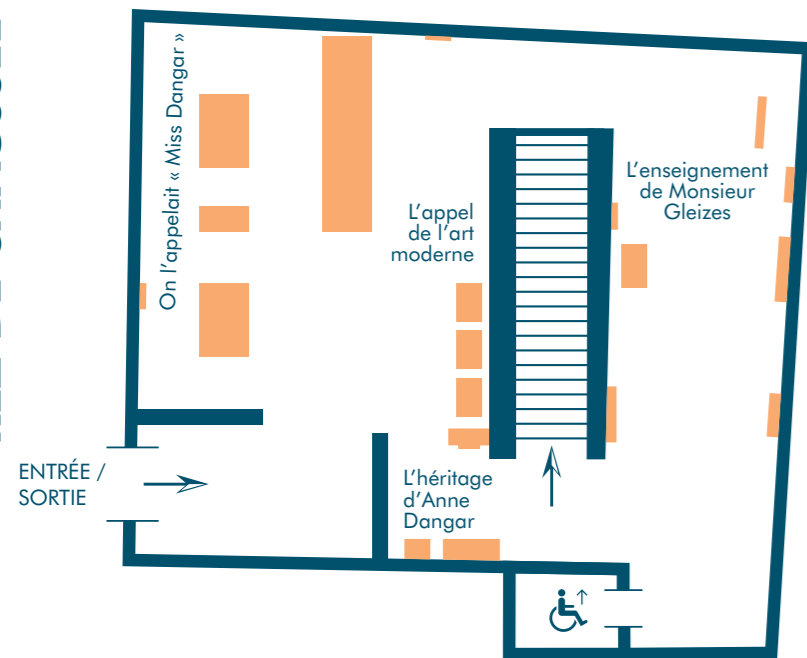 On l'appelait « Miss Dangar »
L'appel
de l'art
moderne
L'enseignement
de Monsieur
Gleizes
ENTRÉE /
SORTIE
L'héritage
d'Anne
Dangar